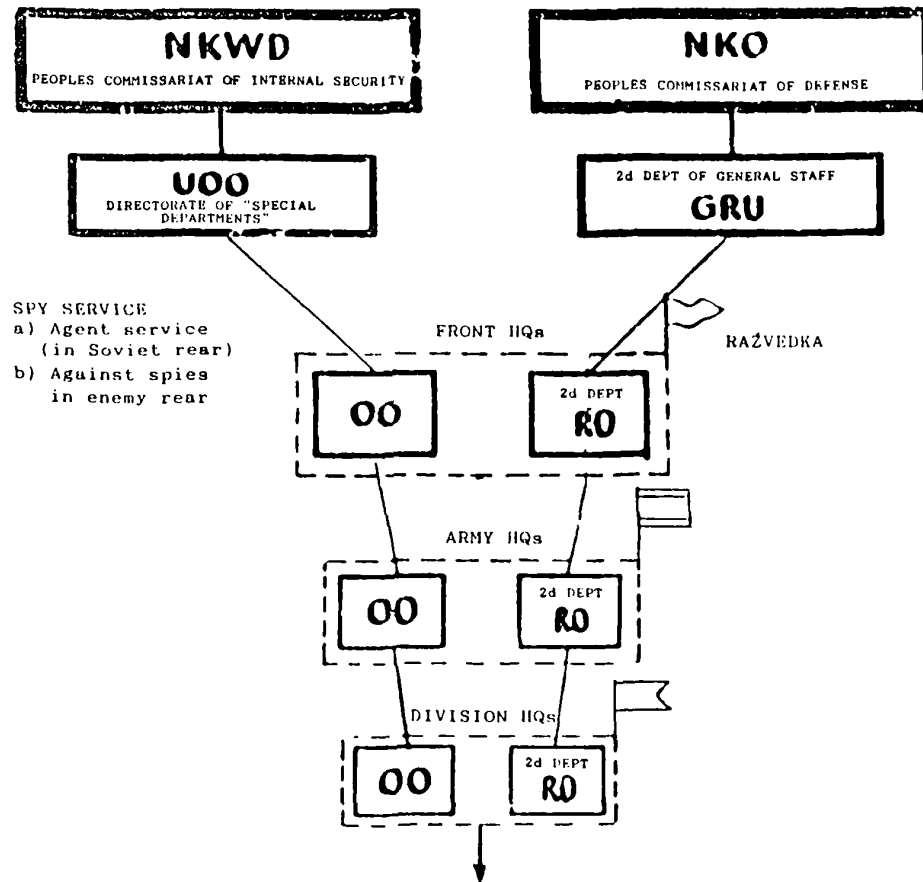 NKWD
PEOPLES COMMISSARIAT OF INTERNAL SECURITY
NKO
PEOPLES COMMISSARIAT OF DEFENSE
UOO
DIRECTORATE OF "SPECIAL
DEPARTMENTS"
2d DEPT OF GENERAL STAFF
GRU
SPY SERVICE
a) Agent service
(in Soviet rear)
b) Against spies
in enemy rear
FRONT HQs
RAŻVEDKA
OO
2d DEPT
RO
ARMY HQs
OO
2d DEPT
RO
DIVISION HQs
OO
2d DEPT
RO